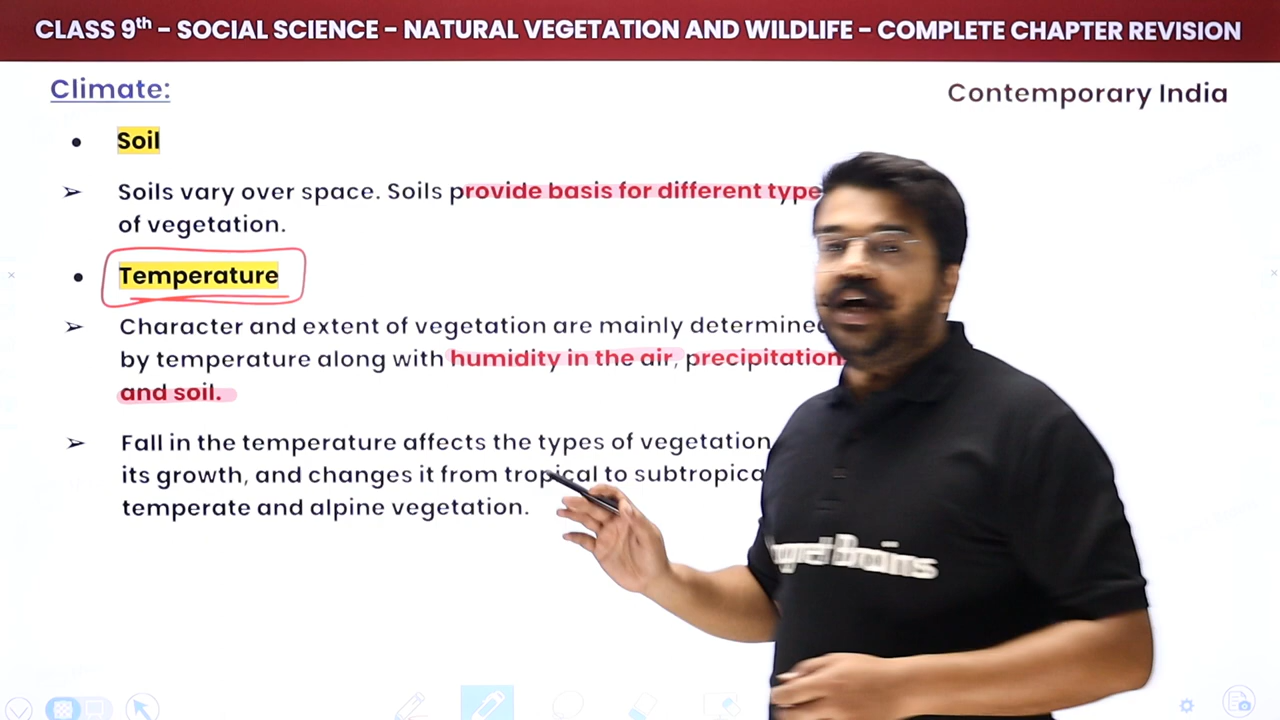 CLASS 9th – SOCIAL SCIENCE – NATURAL VEGETATION AND WILDLIFE – COMPLETE CHAPTER REVISION
Climate:
Contemporary India
• Soil
➢ Soils vary over space. Soils provide basis for different type
of vegetation.
• Temperature
➢ Character and extent of vegetation are mainly determined
by temperature along with humidity in the air, precipitation
and soil.
➢ Fall in the temperature affects the types of vegetation
its growth, and changes it from tropical to subtropica
temperate and alpine vegetation.
Brains